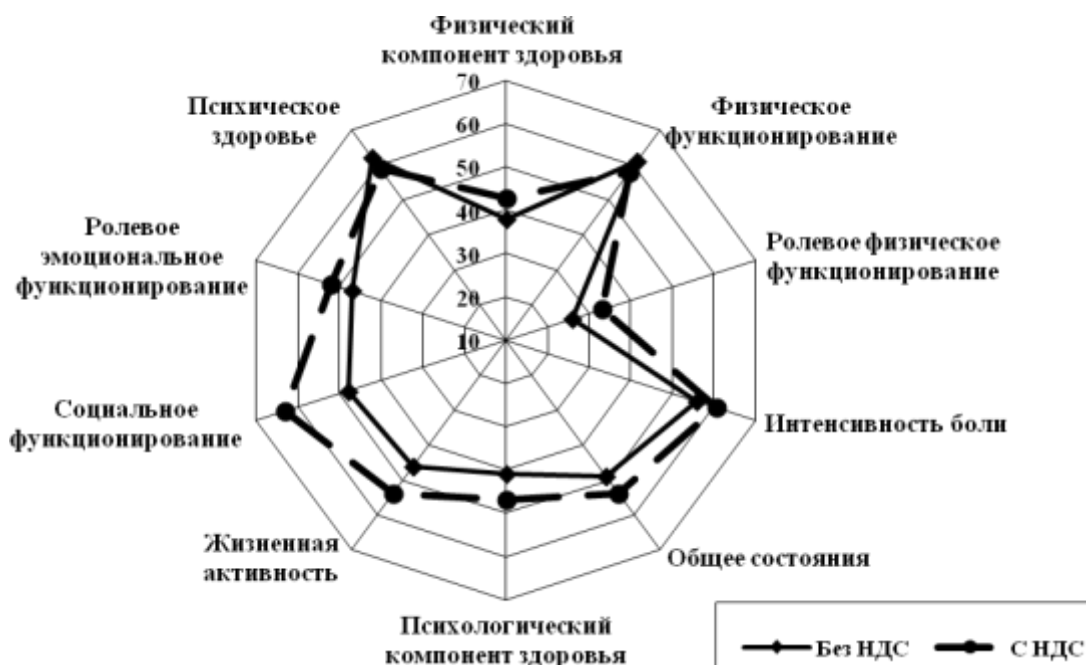 Физический
компонент здоровья
70
60
50
40
30
20
10
Физическое
функционирование
Ролевое физическое
функционирование
Интенсивность боли
Общее состояния
Психологический
компонент здоровья
Жизненная
активность
Социальное
функционирование
Ролевое
эмоциональное
функционирование
Психическое
здоровье
Без НДС
С НДС